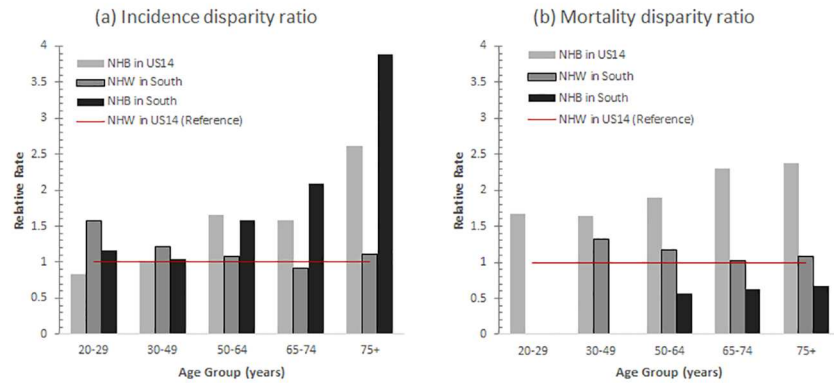 (a) Incidence disparity ratio
4
3.5
3
2.5
2
1.5
1
0.5
0
Relative Rate
NHB in US14
NHW in South
NHB in South
NHW in US14 (Reference)
20-29 30-49 50-64 65-74 75+
Age Group (years)
(b) Mortality disparity ratio
4
3.5
3
2.5
2
1.5
1
0.5
0
Relative Rate
NHB in US14
NHW in South
NHB in South
NHW in US14 (Reference)
20-29 30-49 50-64 65-74 75+
Age Group (years)